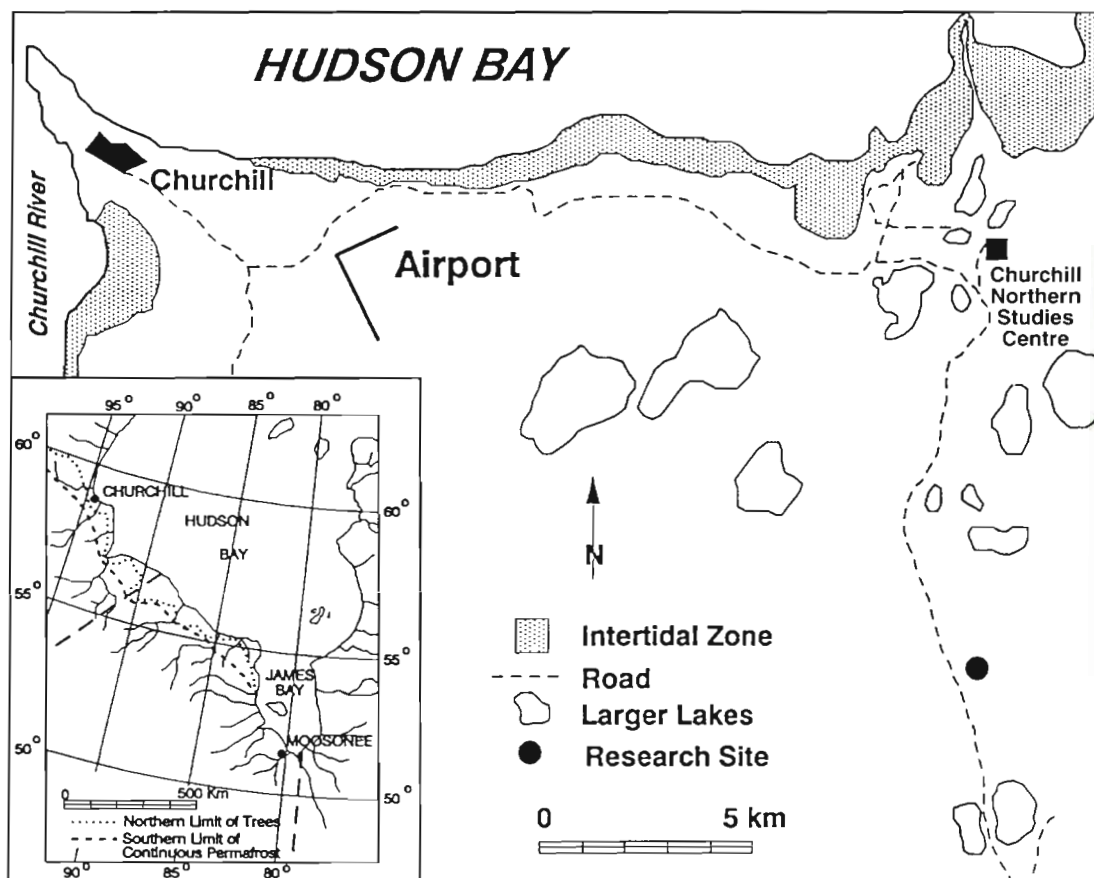 HUDSON BAY
Churchill
Churchill River
Airport
Churchill
Northern
Studies
Centre
N
Intertidal Zone
Road
Larger Lakes
Research Site
0 5 km
95° 90° 85° 80°
60°
60°
CHURCHILL
HUDSON
BAY
55°
55°
JAMES
BAY
MOOSONEE
50°
50°
0 500 Km
Northern Limit of Trees
Southern Limit of
Continuous Permafrost
90° 85° 80°